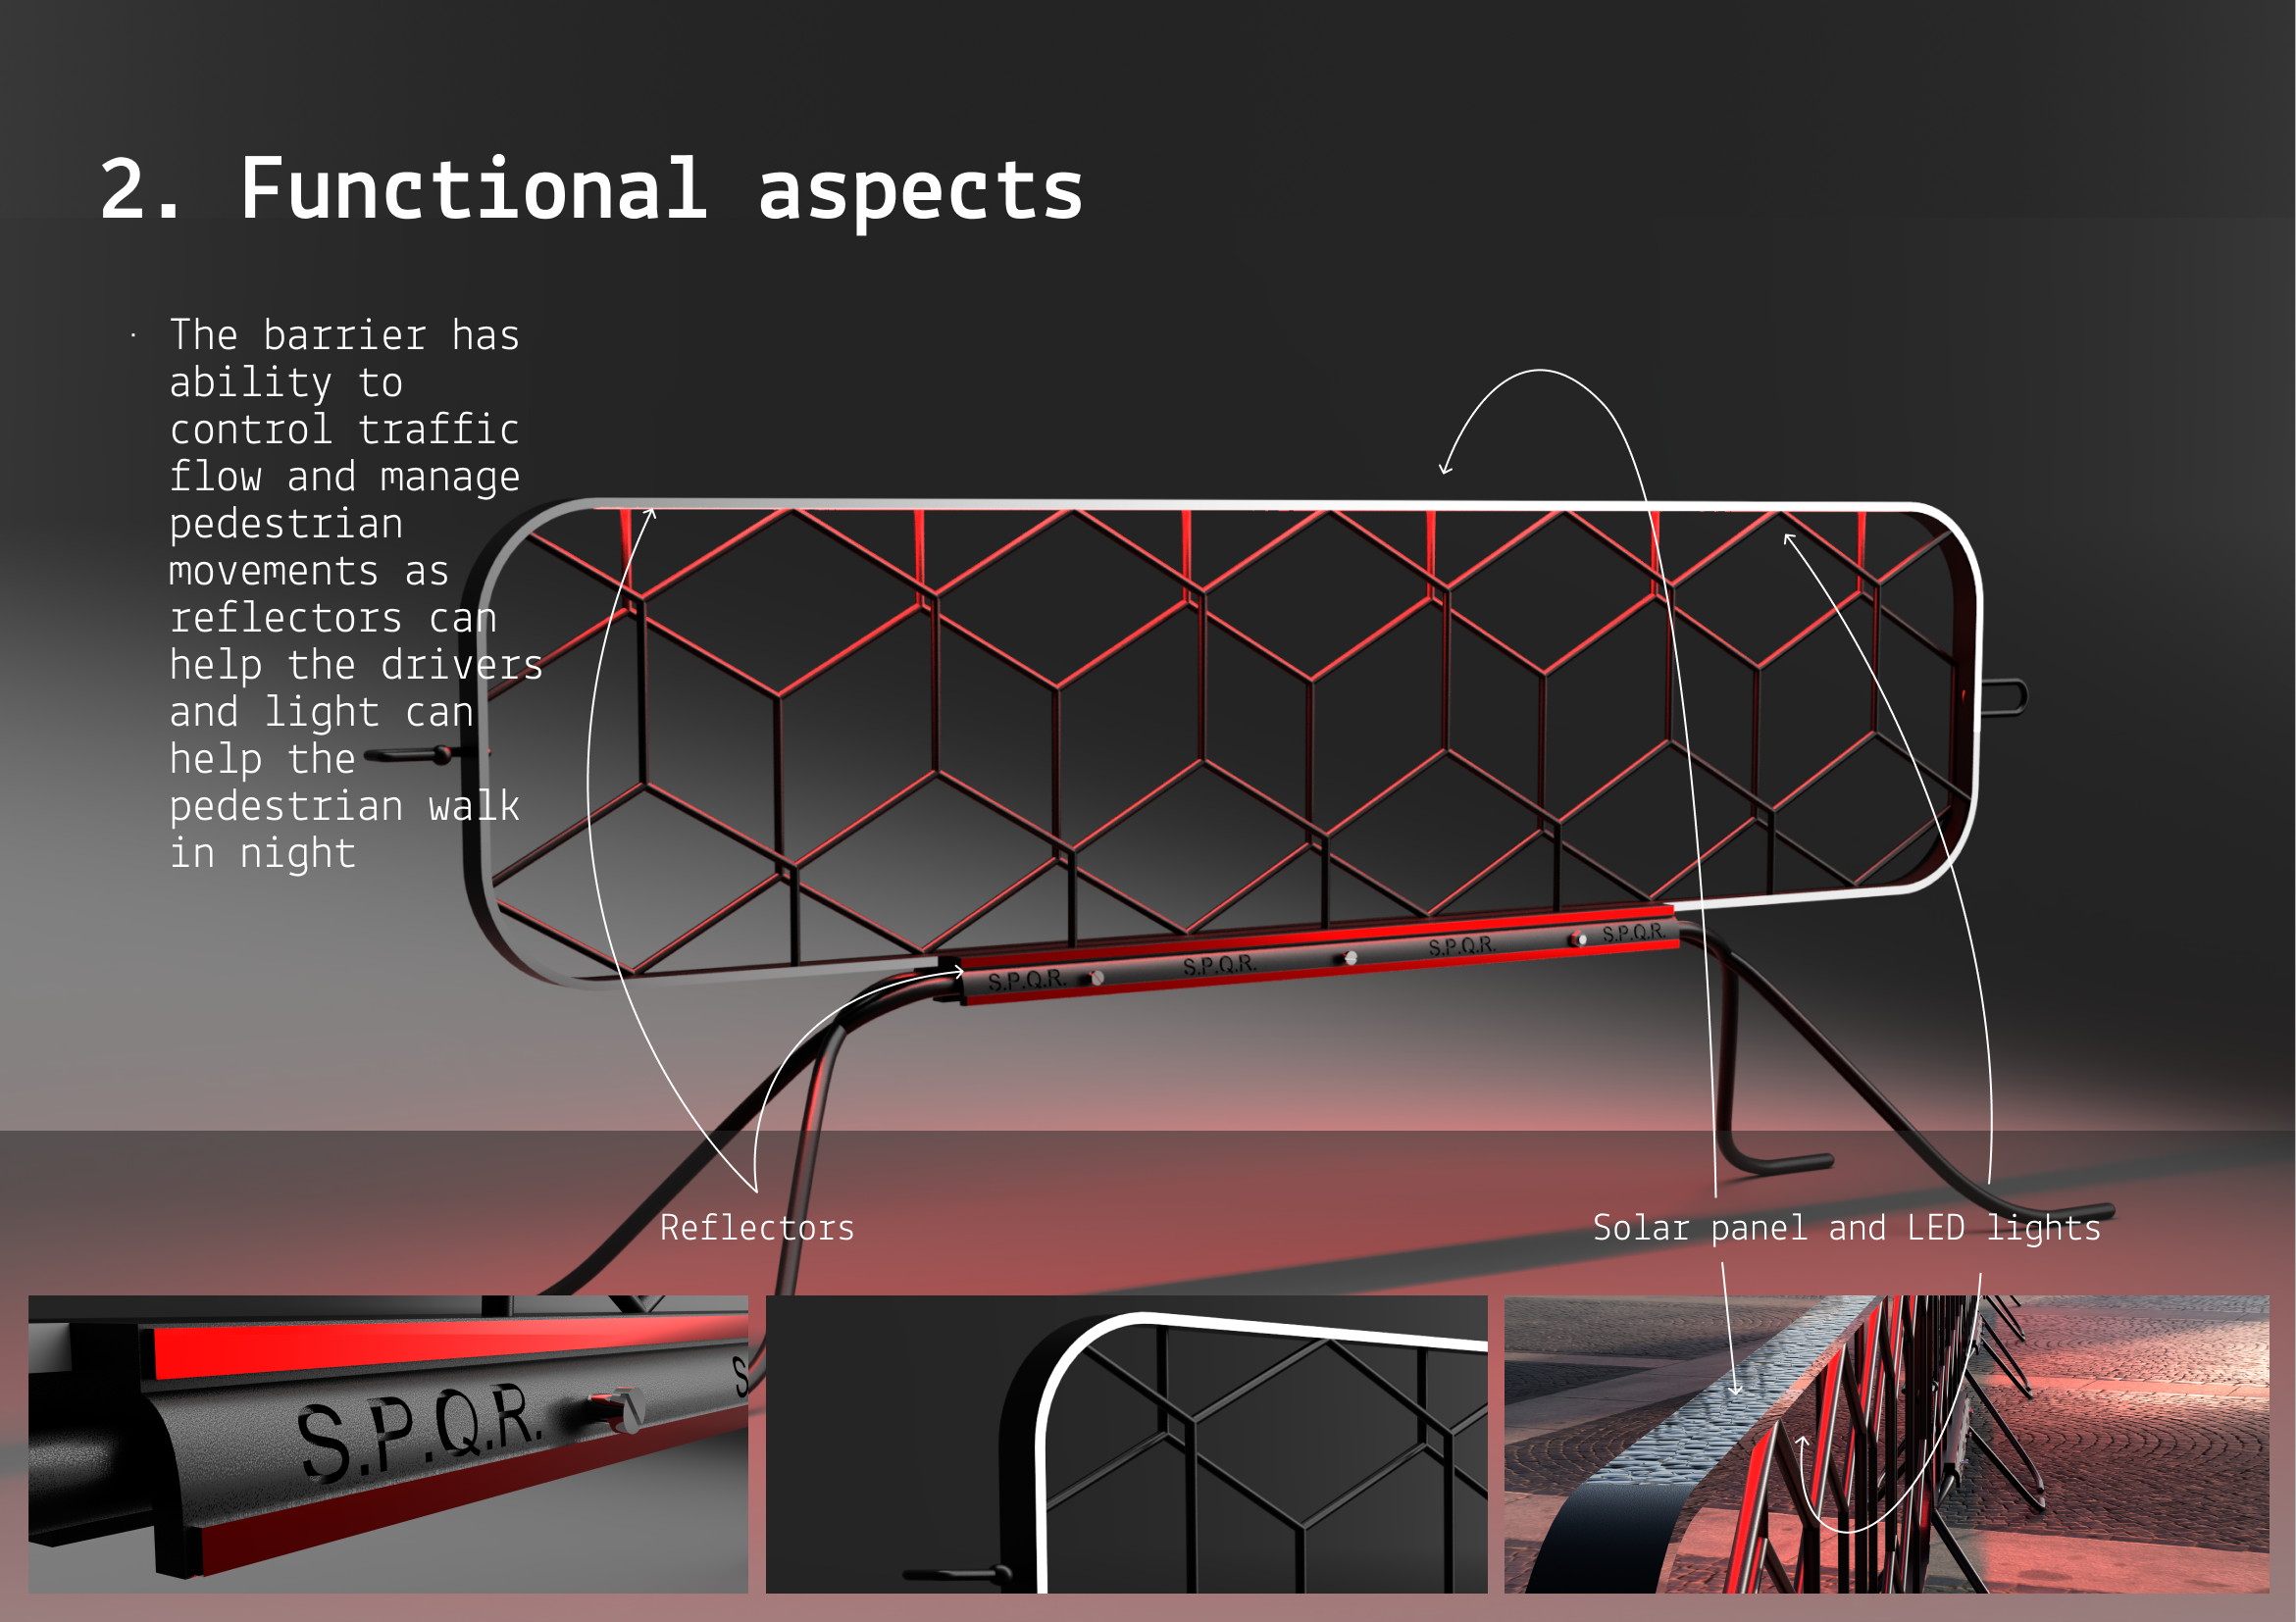 2. Functional aspects
· The barrier has
ability to
control traffic
flow and manage
pedestrian
movements as
reflectors can
help the drivers
and light can
help the
pedestrian walk
in night
S.P.Q.R.
S.P.Q.R.
S.P.Q.R.
S.P.Q.R.
Reflectors
Solar panel and LED lights
S.P.Q.R.
S